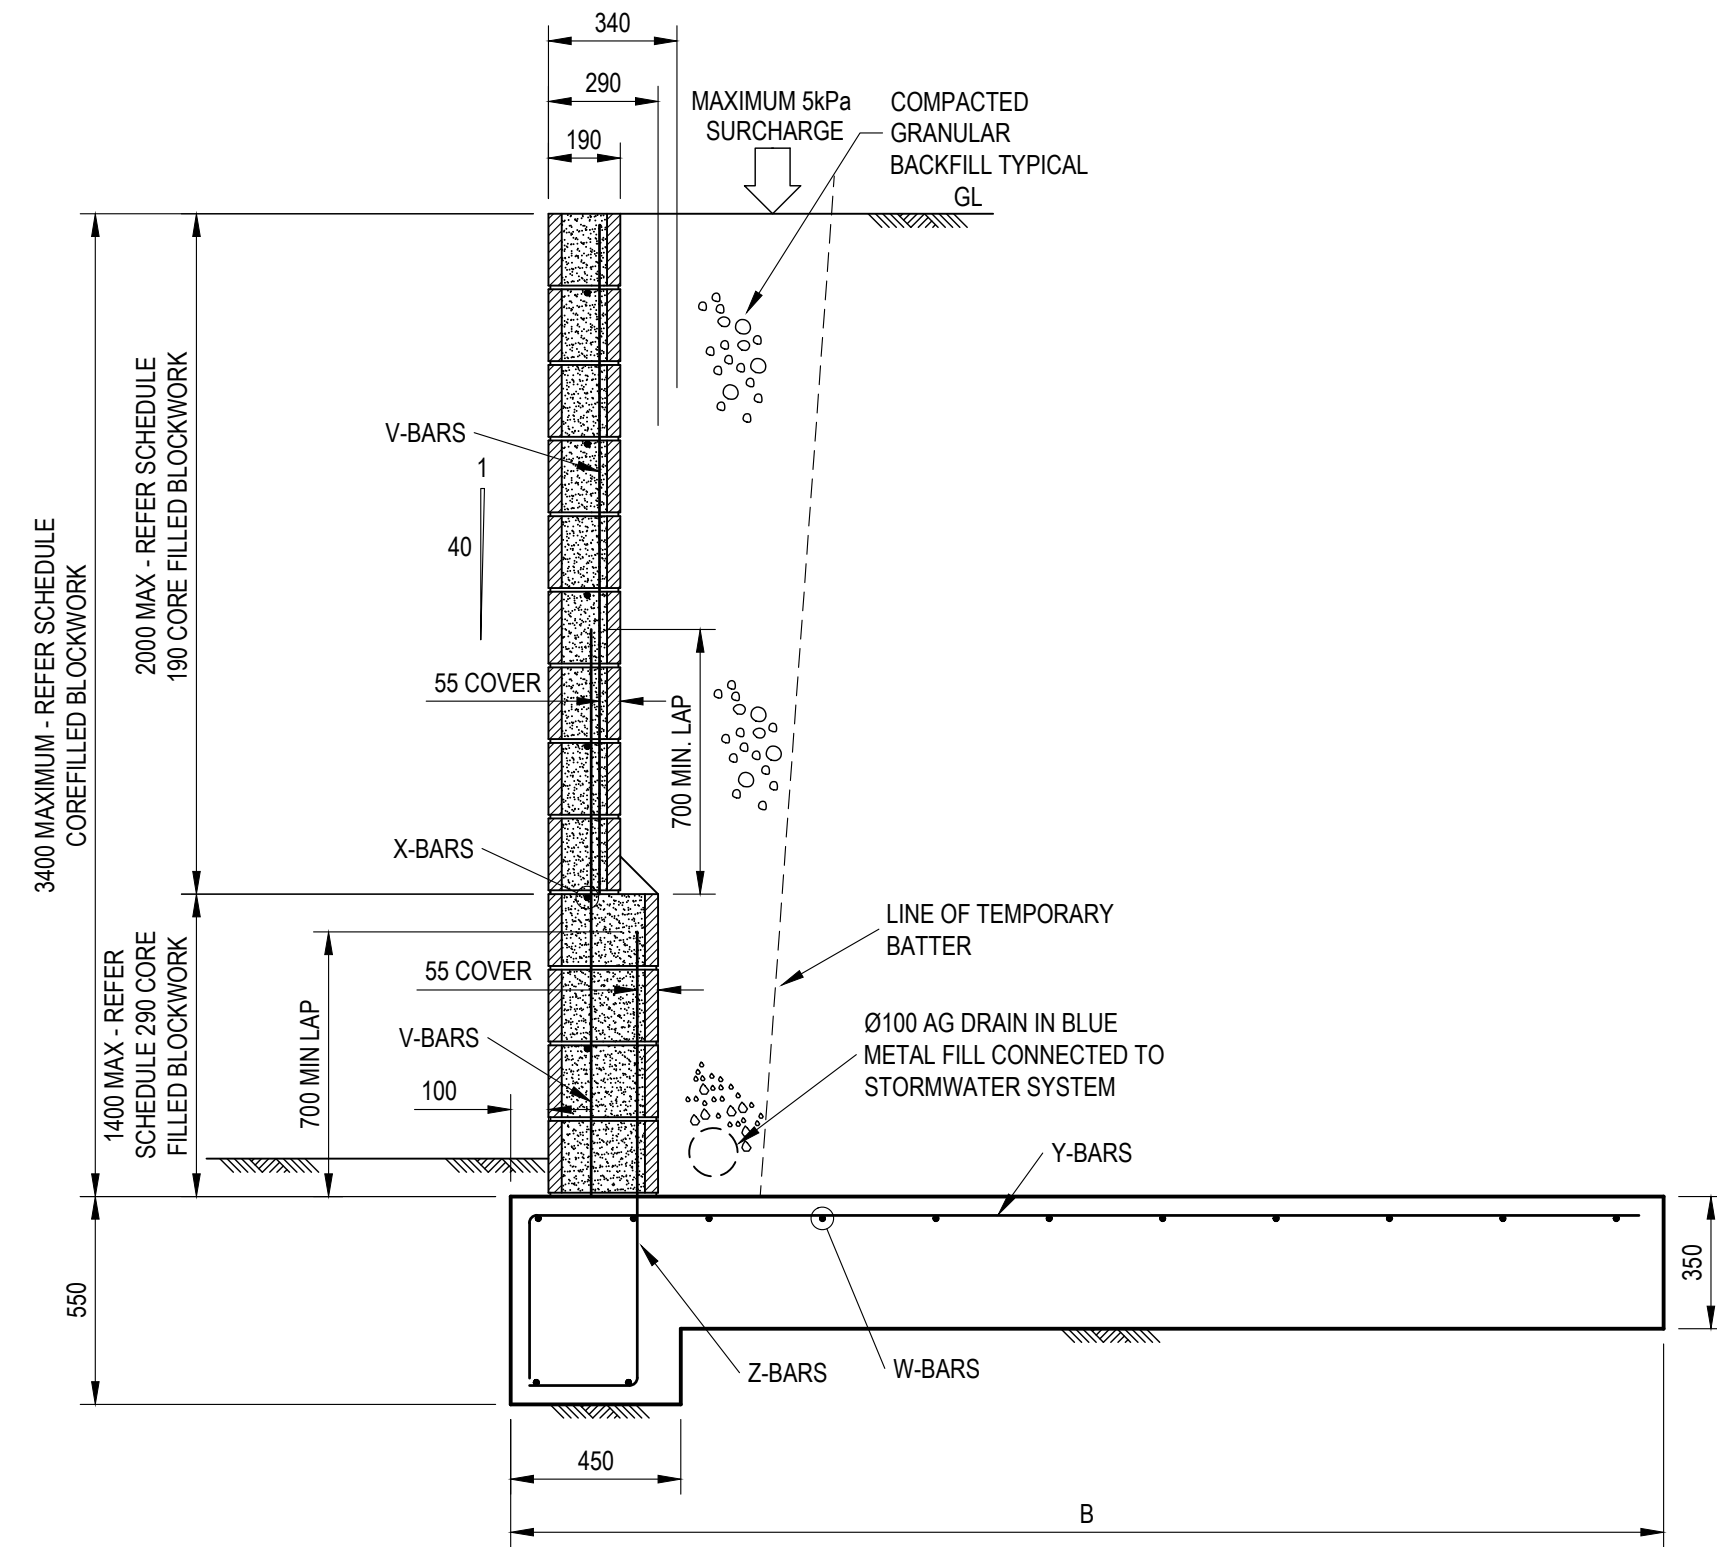 340
290
190
MAXIMUM 5kPa
SURCHARGE
COMPACTED
GRANULAR
BACKFILL TYPICAL
GL
3400 MAXIMUM - REFER SCHEDULE
COREFILLED BLOCKWORK
2000 MAX - REFER SCHEDULE
190 CORE FILLED BLOCKWORK
V-BARS
1
40
55 COVER
700 MIN. LAP
X-BARS
1400 MAX - REFER
SCHEDULE 290 CORE
FILLED BLOCKWORK
700 MIN LAP
55 COVER
V-BARS
100
LINE OF TEMPORARY
BATTER
Ø100 AG DRAIN IN BLUE
METAL FILL CONNECTED TO
STORMWATER SYSTEM
Y-BARS
550
350
Z-BARS
W-BARS
450
B